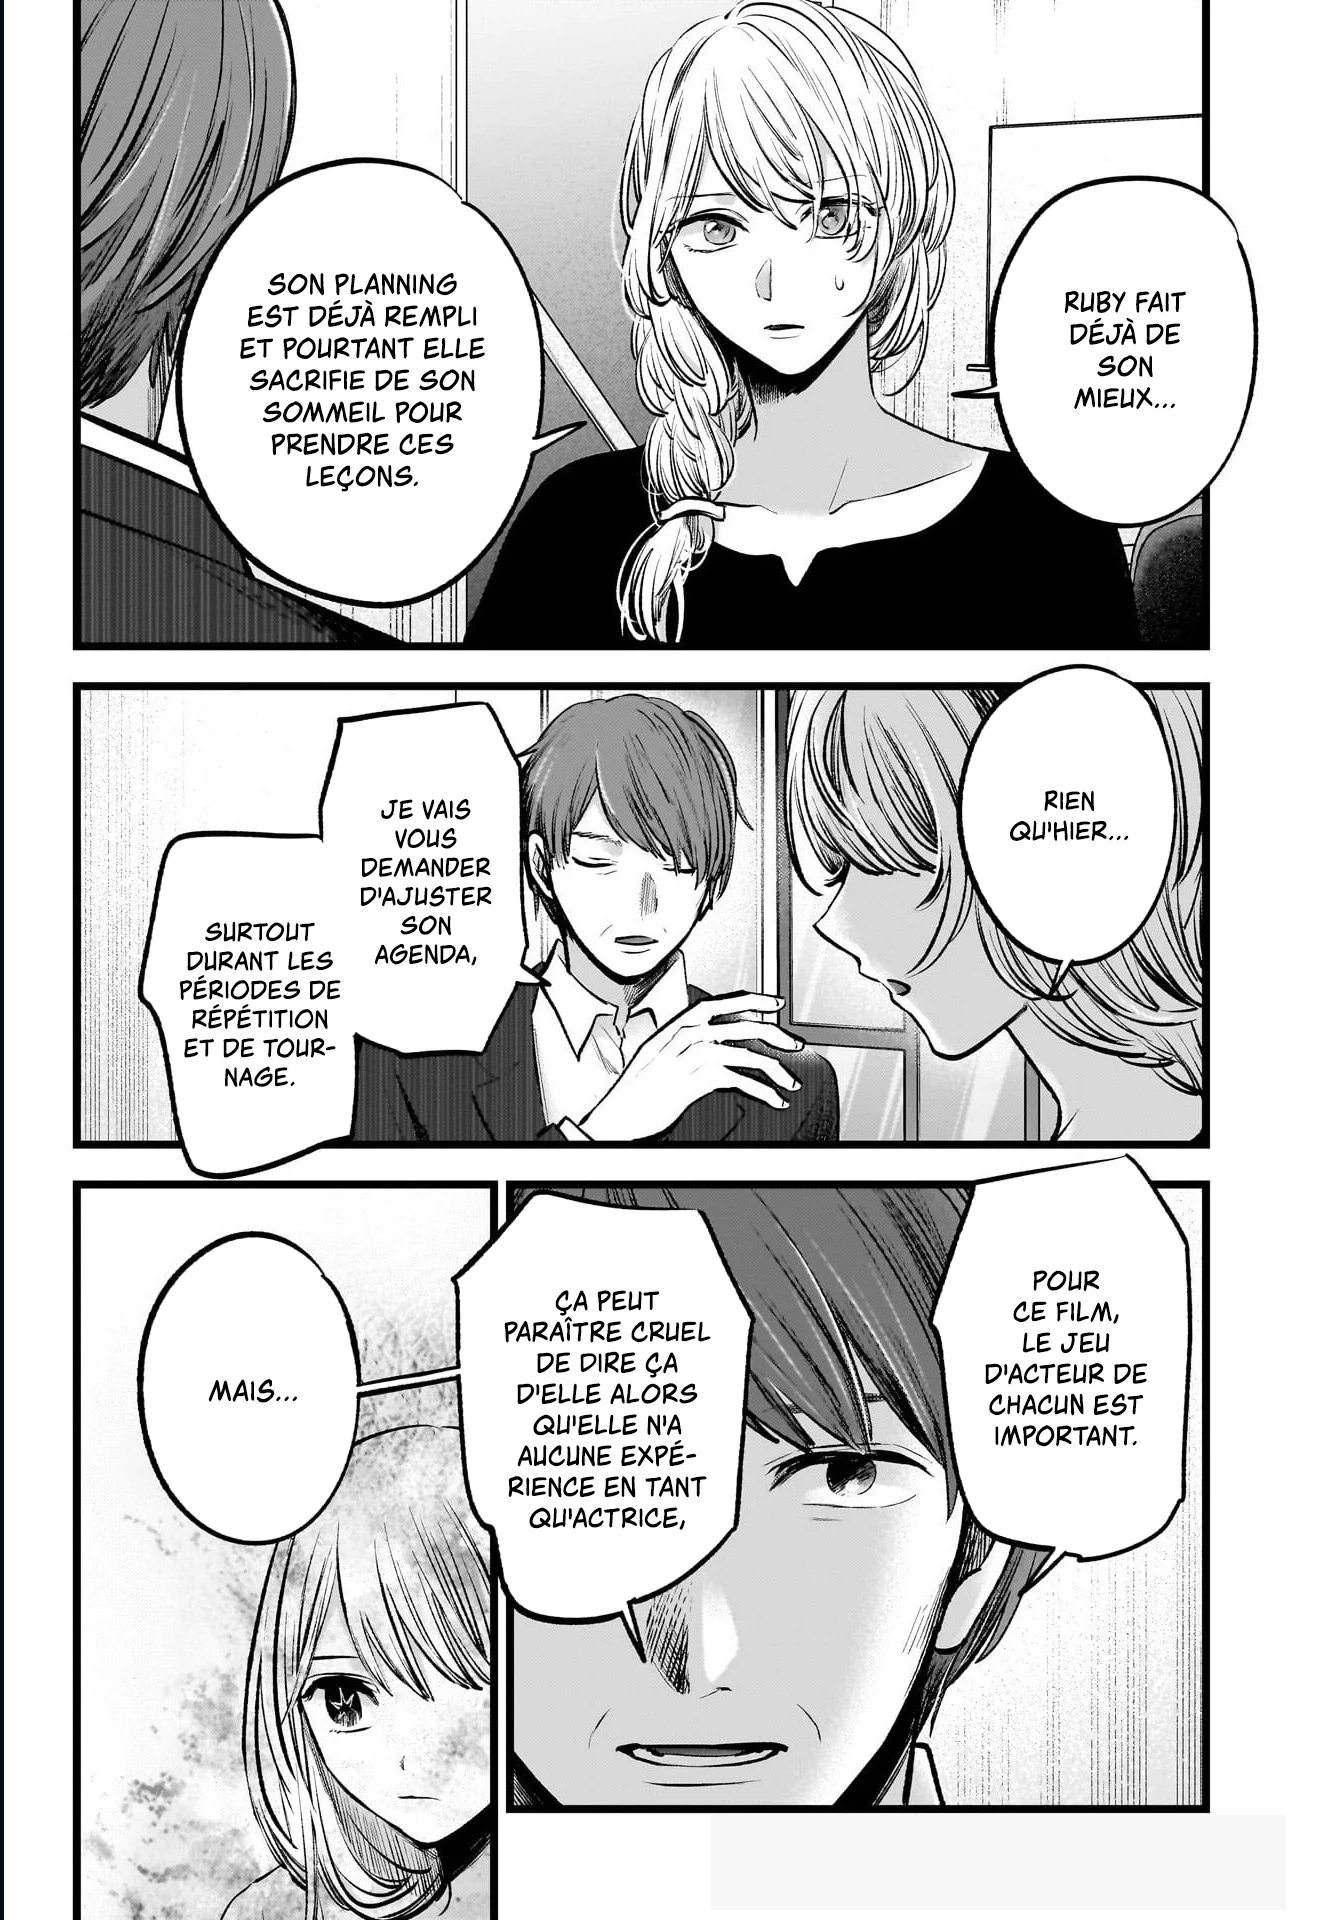 RUBY FAIT
DÉJÀ DE
SON
MIEUX...
SON PLANNING
EST DÉJÀ REMPLI
ET POURTANT ELLE
SACRIFIE DE SON
SOMMEIL POUR
PRENDRE CES
LEÇONS.
RIEN
QU'HIER...
JE VAIS
VOUS
DEMANDER
D'AJUSTER
SON
AGENDA,
SURTOUT
DURANT LES
PÉRIODES DE
RÉPÉTITION
ET DE TOUR-
NAGE.
POUR
CE FILM,
LE JEU
D'ACTEUR DE
CHACUN EST
IMPORTANT.
ÇA PEUT
PARAÎTRE CRUEL
DE DIRE ÇA
D'ELLE ALORS
QU'ELLE N'A
AUCUNE EXPÉ-
RIENCE EN TANT
QU'ACTRICE,
MAIS...